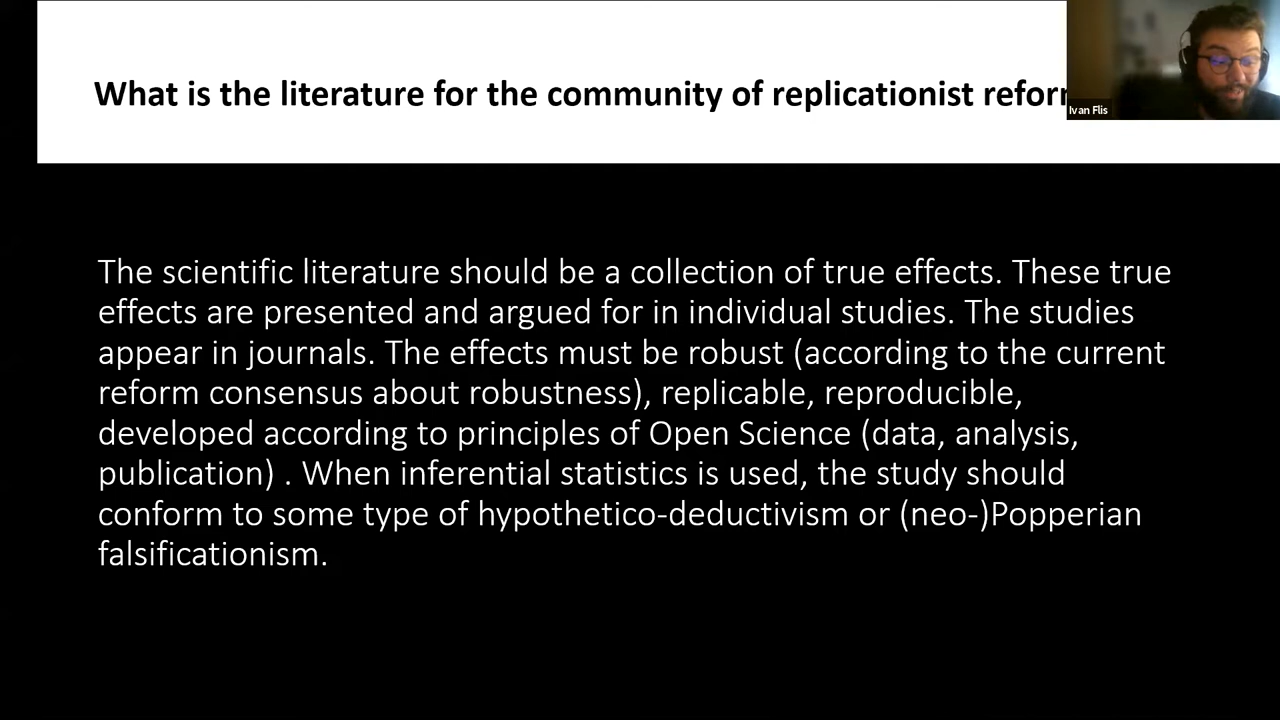 What is the literature for the community of replicationist
Ivan Flis
The scientific literature should be a collection of true effects. These true
effects are presented and argued for in individual studies. The studies
appear in journals. The effects must be robust (according to the current
reform consensus about robustness), replicable, reproducible,
developed according to principles of Open Science (data, analysis,
publication) . When inferential statistics is used, the study should
conform to some type of hypothetico-deductivism or (neo-)Popperian
falsificationism.